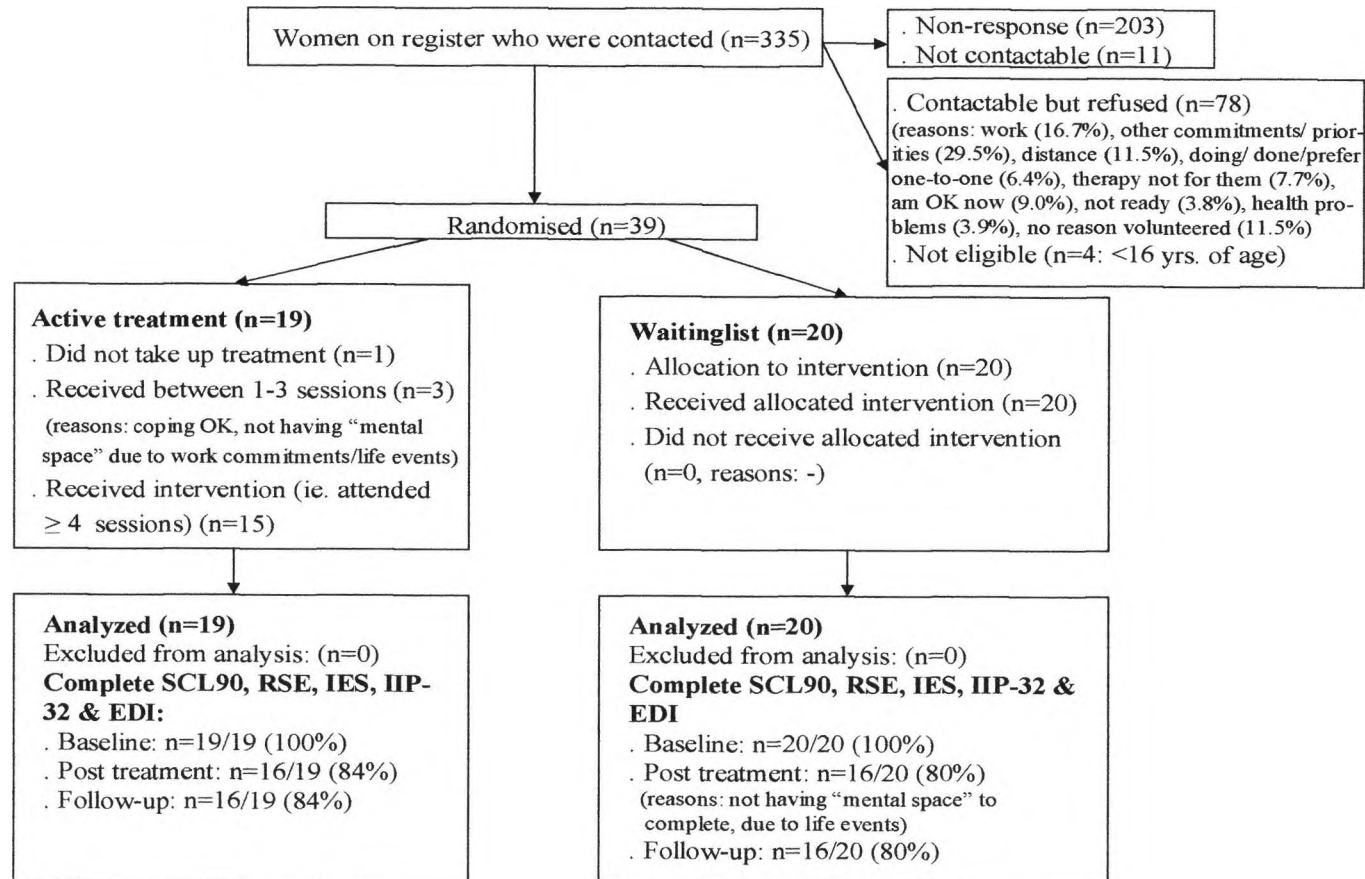 Women on register who were contacted (n=335)
. Non-response (n=203)
. Not contactable (n=11)
. Contactable but refused (n=78)
(reasons: work (16.7%), other commitments/ prior-
ities (29.5%), distance (11.5%), doing/ done/prefer
one-to-one (6.4%), therapy not for them (7.7%),
am OK now (9.0%), not ready (3.8%), health pro-
blems (3.9%), no reason volunteered (11.5%)
. Not eligible (n=4: <16 yrs. of age)
Randomised (n=39)
Active treatment (n=19)
. Did not take up treatment (n=1)
. Received between 1-3 sessions (n=3)
(reasons: coping OK, not having “mental
space” due to work commitments/life events)
. Received intervention (ie. attended
≥ 4 sessions) (n=15)
Waitinglist (n=20)
. Allocation to intervention (n=20)
. Received allocated intervention (n=20)
. Did not receive allocated intervention
(n=0, reasons: -)
Analyzed (n=19)
Excluded from analysis: (n=0)
Complete SCL90, RSE, IES, IIP-
32 & EDI:
. Baseline: n=19/19 (100%)
. Post treatment: n=16/19 (84%)
. Follow-up: n=16/19 (84%)
Analyzed (n=20)
Excluded from analysis: (n=0)
Complete SCL90, RSE, IES, IIP-32 &
EDI
. Baseline: n=20/20 (100%)
. Post treatment: n=16/20 (80%)
(reasons: not having “mental space” to
complete, due to life events)
. Follow-up: n=16/20 (80%)